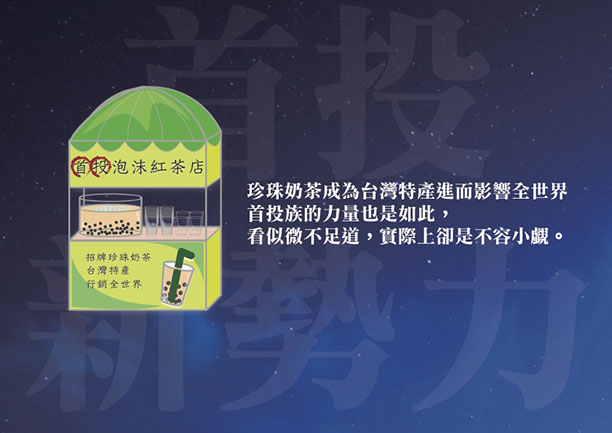 首投
新勢力
首投泡沫紅茶店
招牌珍珠奶茶
台灣特產
行銷全世界
珍珠奶茶成為台灣特產進而影響全世界
首投族的力量也是如此，
看似微不足道，實際上卻是不容小覷。